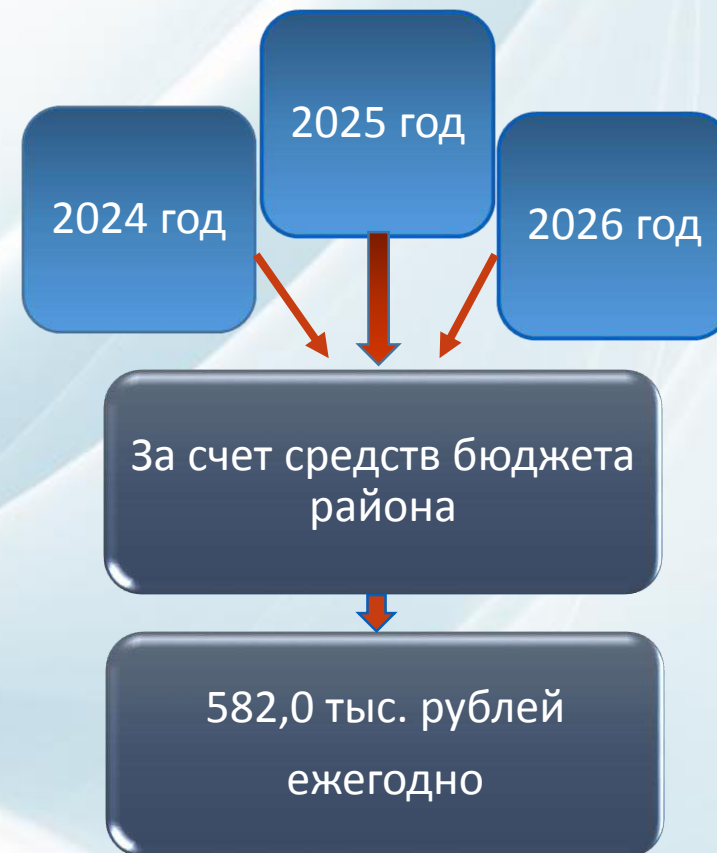 2024 год
2025 год
2026 год
За счет средств бюджета
района
582,0 тыс. рублей
ежегодно